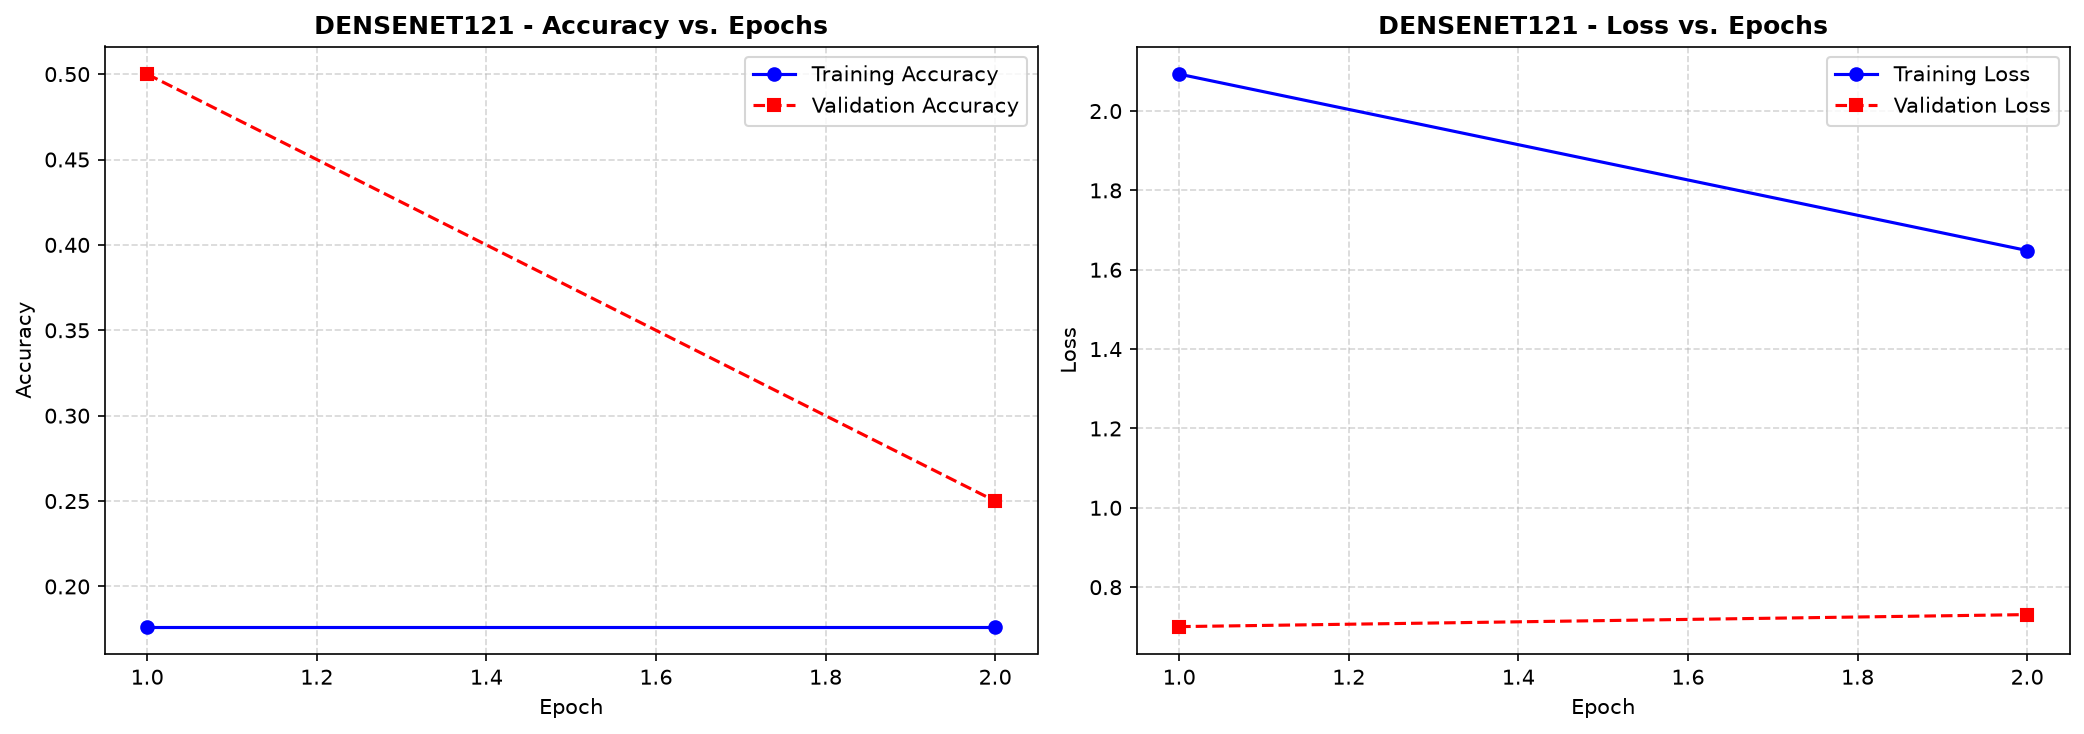 DENSENET121 - Accuracy vs. Epochs
Training Accuracy
Validation Accuracy
0.50
0.45
0.40
0.35
0.30
0.25
0.20
Accuracy
1.0 1.2 1.4 1.6 1.8 2.0
Epoch
DENSENET121 - Loss vs. Epochs
Training Loss
Validation Loss
2.0
1.8
1.6
1.4
1.2
1.0
0.8
Loss
1.0 1.2 1.4 1.6 1.8 2.0
Epoch